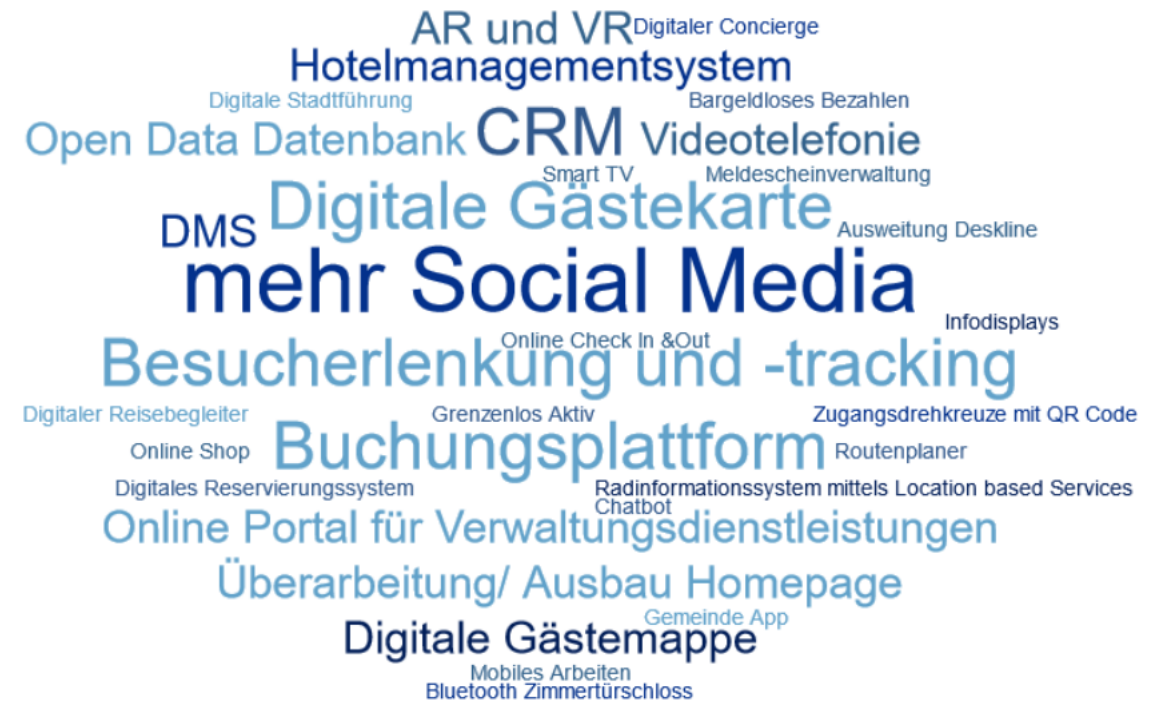 AR und VR
Digitaler Concierge
Hotelmanagementsystem
Digitale Stadtführung
Bargeldloses Bezahlen
Open Data Datenbank
CRM
Videotelefonie
Smart TV
Meldescheinverwaltung
Digitale Gästekarte
DMS
Ausweitung Deskline
mehr Social Media
Infodisplays
Online Check In &Out
Besucherlenkung und -tracking
Digitaler Reisebegleiter
Grenzenlos Aktiv
Zugangsdrehkreuze mit QR Code
Online Shop
Buchungsplattform
Routenplaner
Digitales Reservierungssystem
Radinformationssystem mittels Location based Services
Chatbot
Online Portal für Verwaltungsdienstleistungen
Überarbeitung/ Ausbau Homepage
Gemeinde App
Digitale Gästemappe
Mobiles Arbeiten
Bluetooth Zimmertürschloss